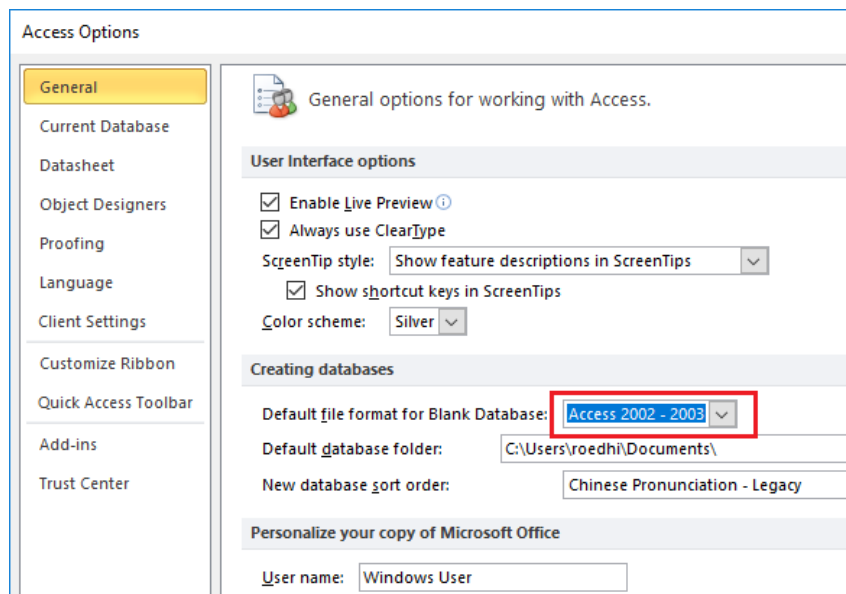 Access Options
General
Current Database
Datasheet
Object Designers
Proofing
Language
Client Settings
Customize Ribbon
Quick Access Toolbar
Add-ins
Trust Center
General options for working with Access.
User Interface options
Enable Live Preview
Always use ClearType
ScreenTip style: Show feature descriptions in ScreenTips
Show shortcut keys in ScreenTips
Color scheme: Silver
Creating databases
Default file format for Blank Database: Access 2002 - 2003
Default database folder: C:\Users\roedhi\Documents\
New database sort order: Chinese Pronunciation - Legacy
Personalize your copy of Microsoft Office
User name: Windows User